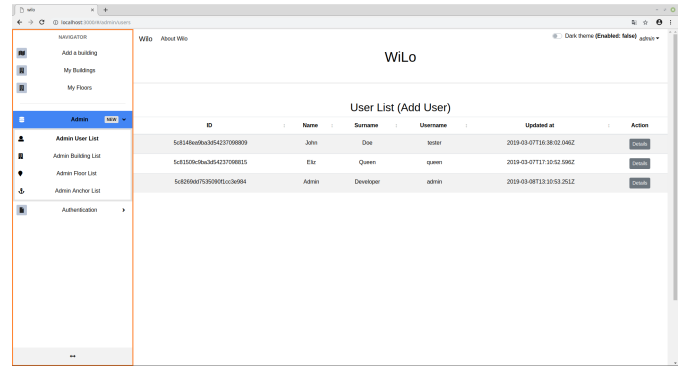 wilo
localhost:3000/#/admin/users
NAVIGATOR
Add a building
My Buildings
My Floors
Admin NEW
Admin User List
Admin Building List
Admin Floor List
Admin Anchor List
Authentication
Wilo About Wilo
Dark theme (Enabled: false) admin
WiLo
User List (Add User)
ID Name Surname Username Updated at Action
5c8148ea9ba3d54237098809 John Doe tester 2019-03-07T16:38:02.046Z Details
5c81509c9ba3d54237098815 Eliz Queen queen 2019-03-07T17:10:52.596Z Details
5c8269dd7535090f1cc3e984 Admin Developer admin 2019-03-08T13:10:53.251Z Details